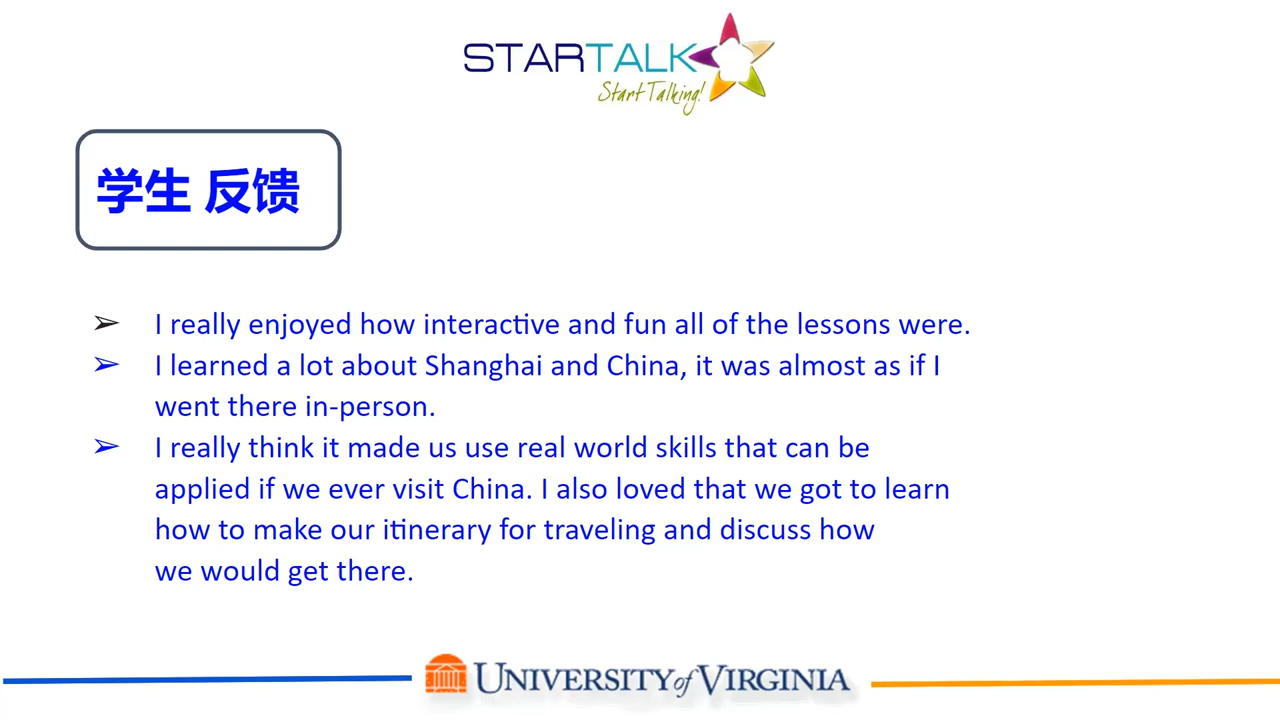 STARTALK
Start Talking!
学生 反馈
➢ I really enjoyed how interactive and fun all of the lessons were.
➢ I learned a lot about Shanghai and China, it was almost as if I
went there in-person.
➢ I really think it made us use real world skills that can be
applied if we ever visit China. I also loved that we got to learn
how to make our itinerary for traveling and discuss how
we would get there.
UNIVERSITY of VIRGINIA